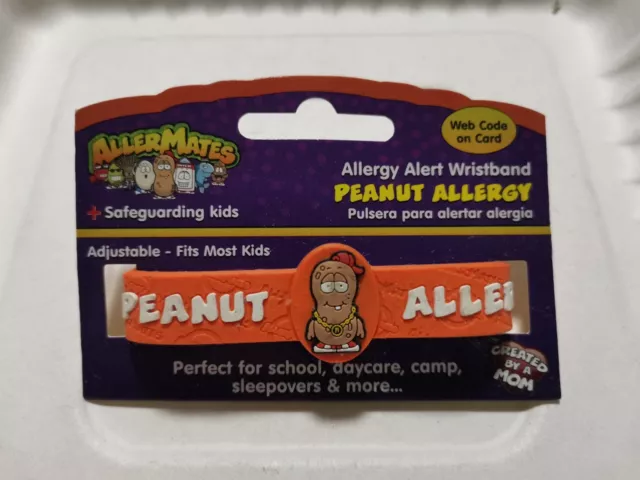 Web Code
on Card
ALLERMATES
+ Safeguarding kids
Allergy Alert Wristband
PEANUT ALLERGY
Pulsera para alertar alergia
Adjustable - Fits Most Kids
PEANUT ALLER
Perfect for school, daycare, camp,
sleepovers & more...
CREATED
BY A
MOM